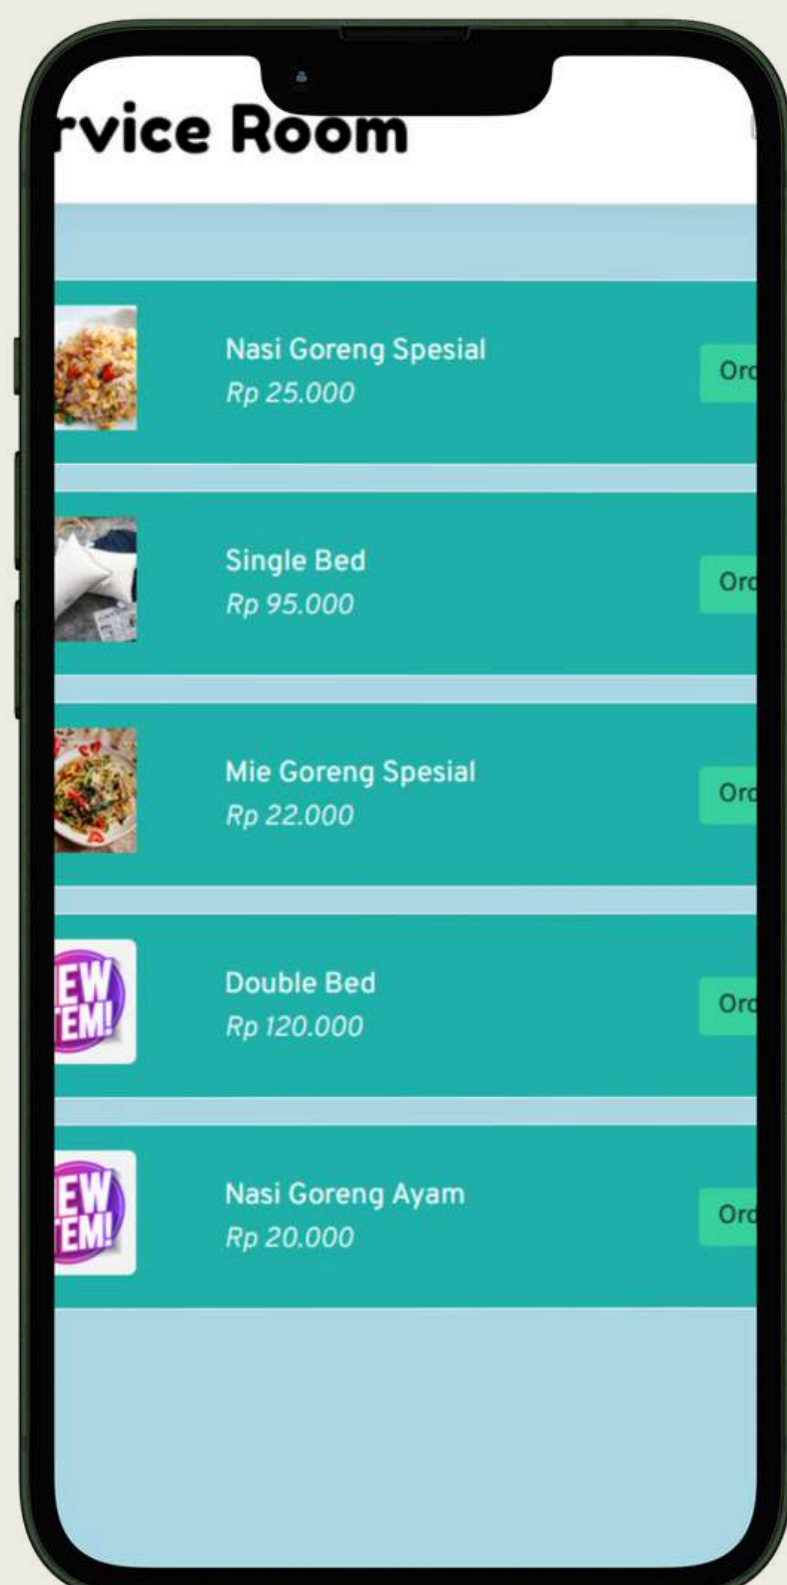 rvice Room
Nasi Goreng Spesial
Rp 25.000
Ord
Single Bed
Rp 95.000
Ord
Mie Goreng Spesial
Rp 22.000
Ord
EW
TEM!
Double Bed
Rp 120.000
Ord
EW
TEM!
Nasi Goreng Ayam
Rp 20.000
Ord